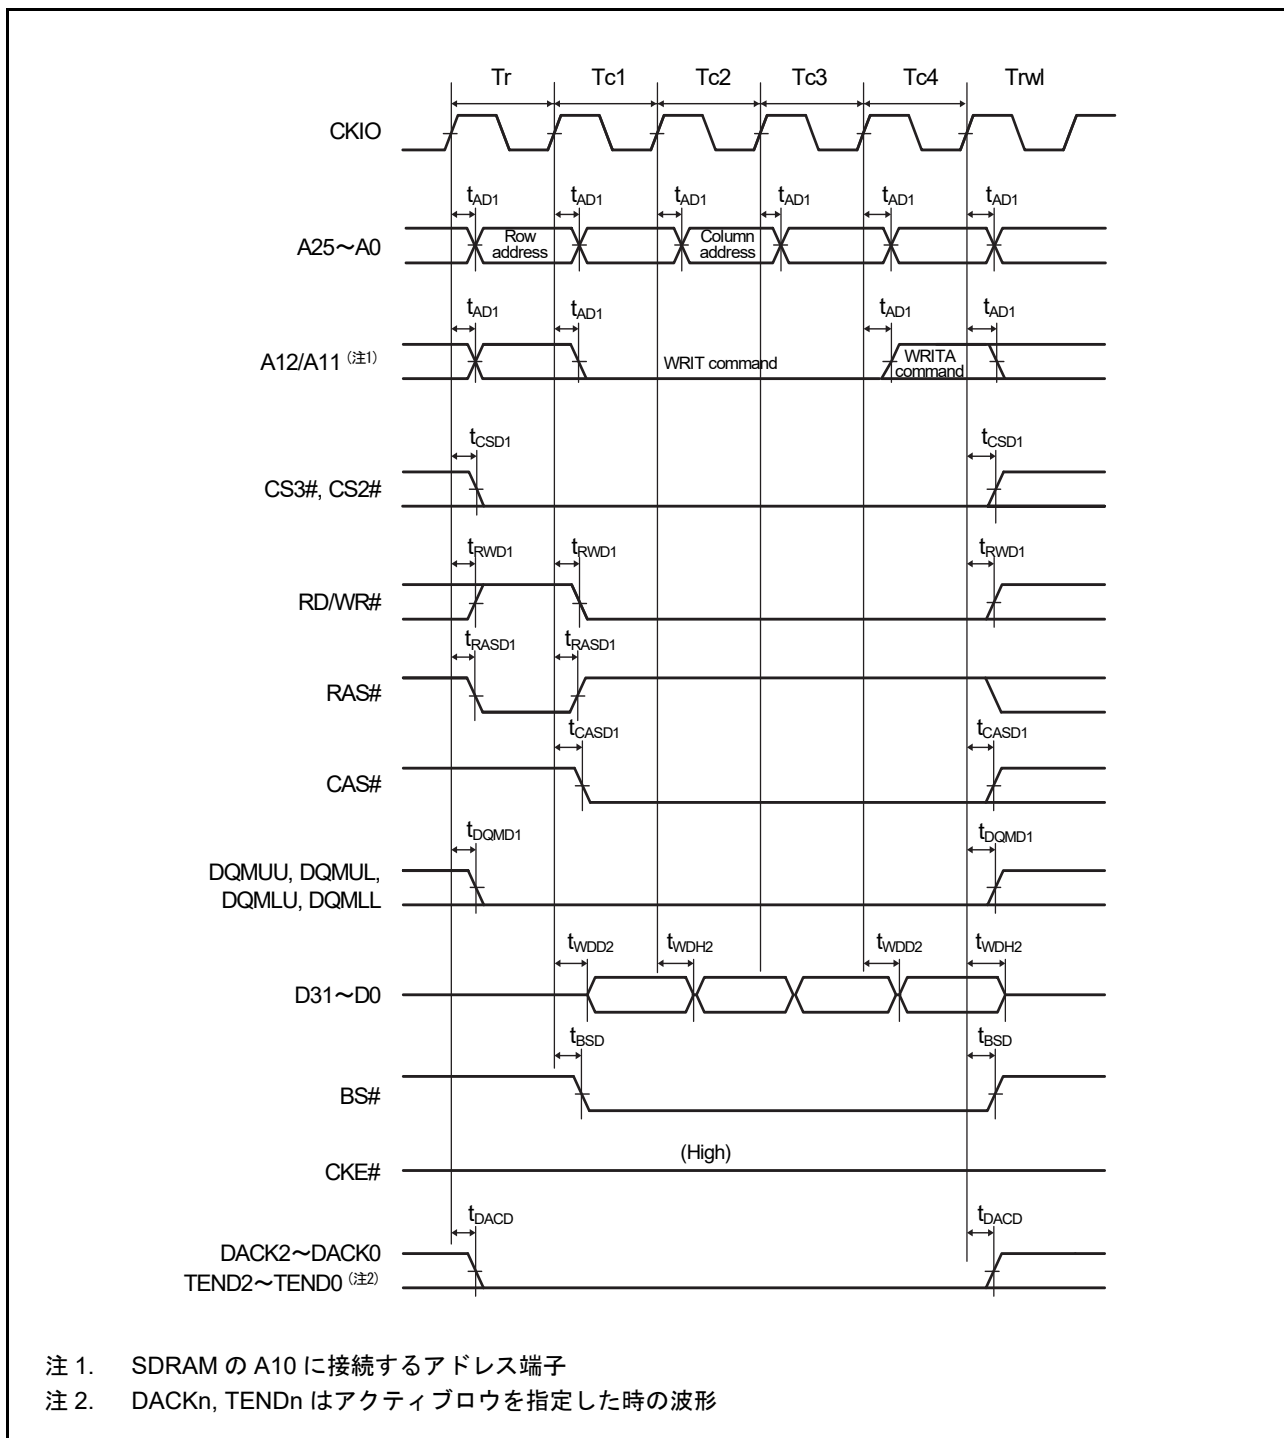 Tr Tc1 Tc2 Tc3 Tc4 Trwl
CKIO
tAD1 tAD1 tAD1 tAD1 tAD1 tAD1
A25～A0
Row
address
Column
address
tAD1 tAD1 tAD1 tAD1
A12/A11 (注1)
WRIT command
WRITA
command
tCSD1 tCSD1
CS3#, CS2#
tRWD1 tRWD1 tRWD1
RD/WR#
tRASD1 tRASD1
RAS#
tCASD1 tCASD1
CAS#
tDQMD1 tDQMD1
DQMUU, DQMUL,
DQMLU, DQMLL
tWDD2 tWDH2 tWDD2 tWDH2
D31～D0
tBSD tBSD
BS#
(High)
CKE#
tDACD tDACD
DACK2～DACK0
TEND2～TEND0 (注2)
注 1. SDRAM の A10 に接続するアドレス端子
注 2. DACKn, TENDn はアクティブロウを指定した時の波形